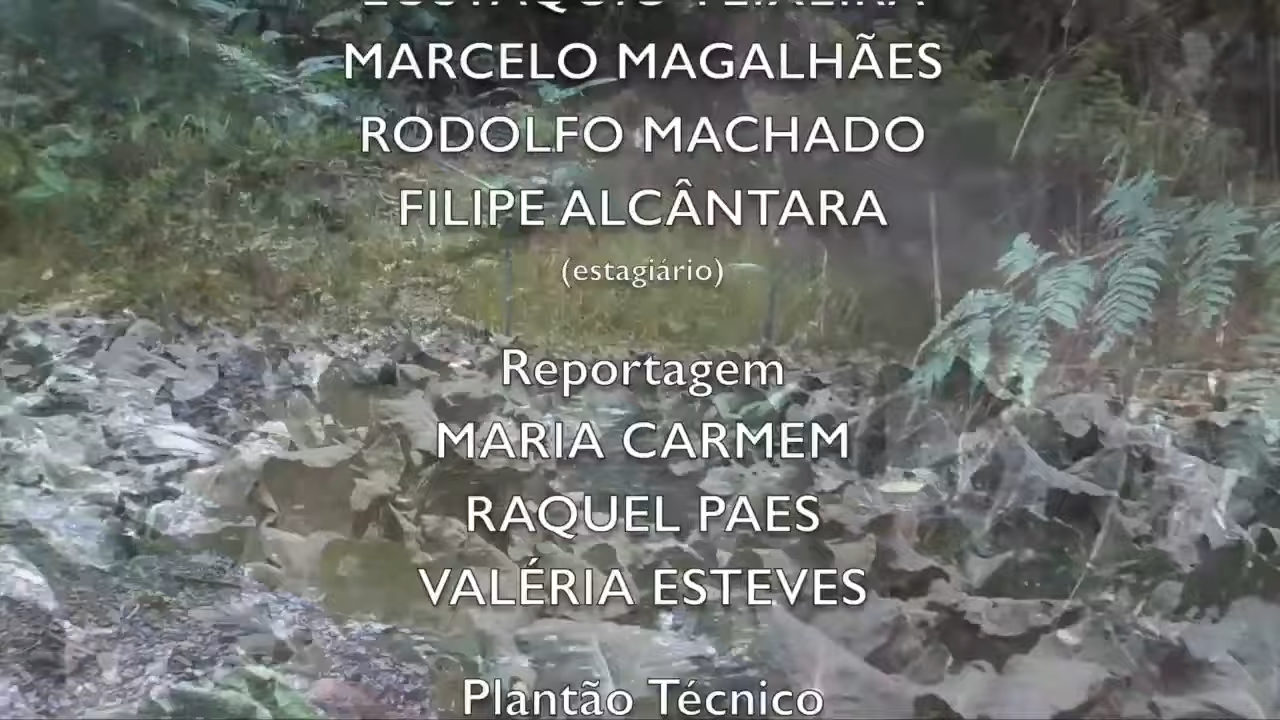 MARCELO MAGALHÃES
RODOLFO MACHADO
FILIPE ALCÂNTARA
(estagiário)
Reportagem
MARIA CARMEM
RAQUEL PAES
VALÉRIA ESTEVES
Plantão Técnico